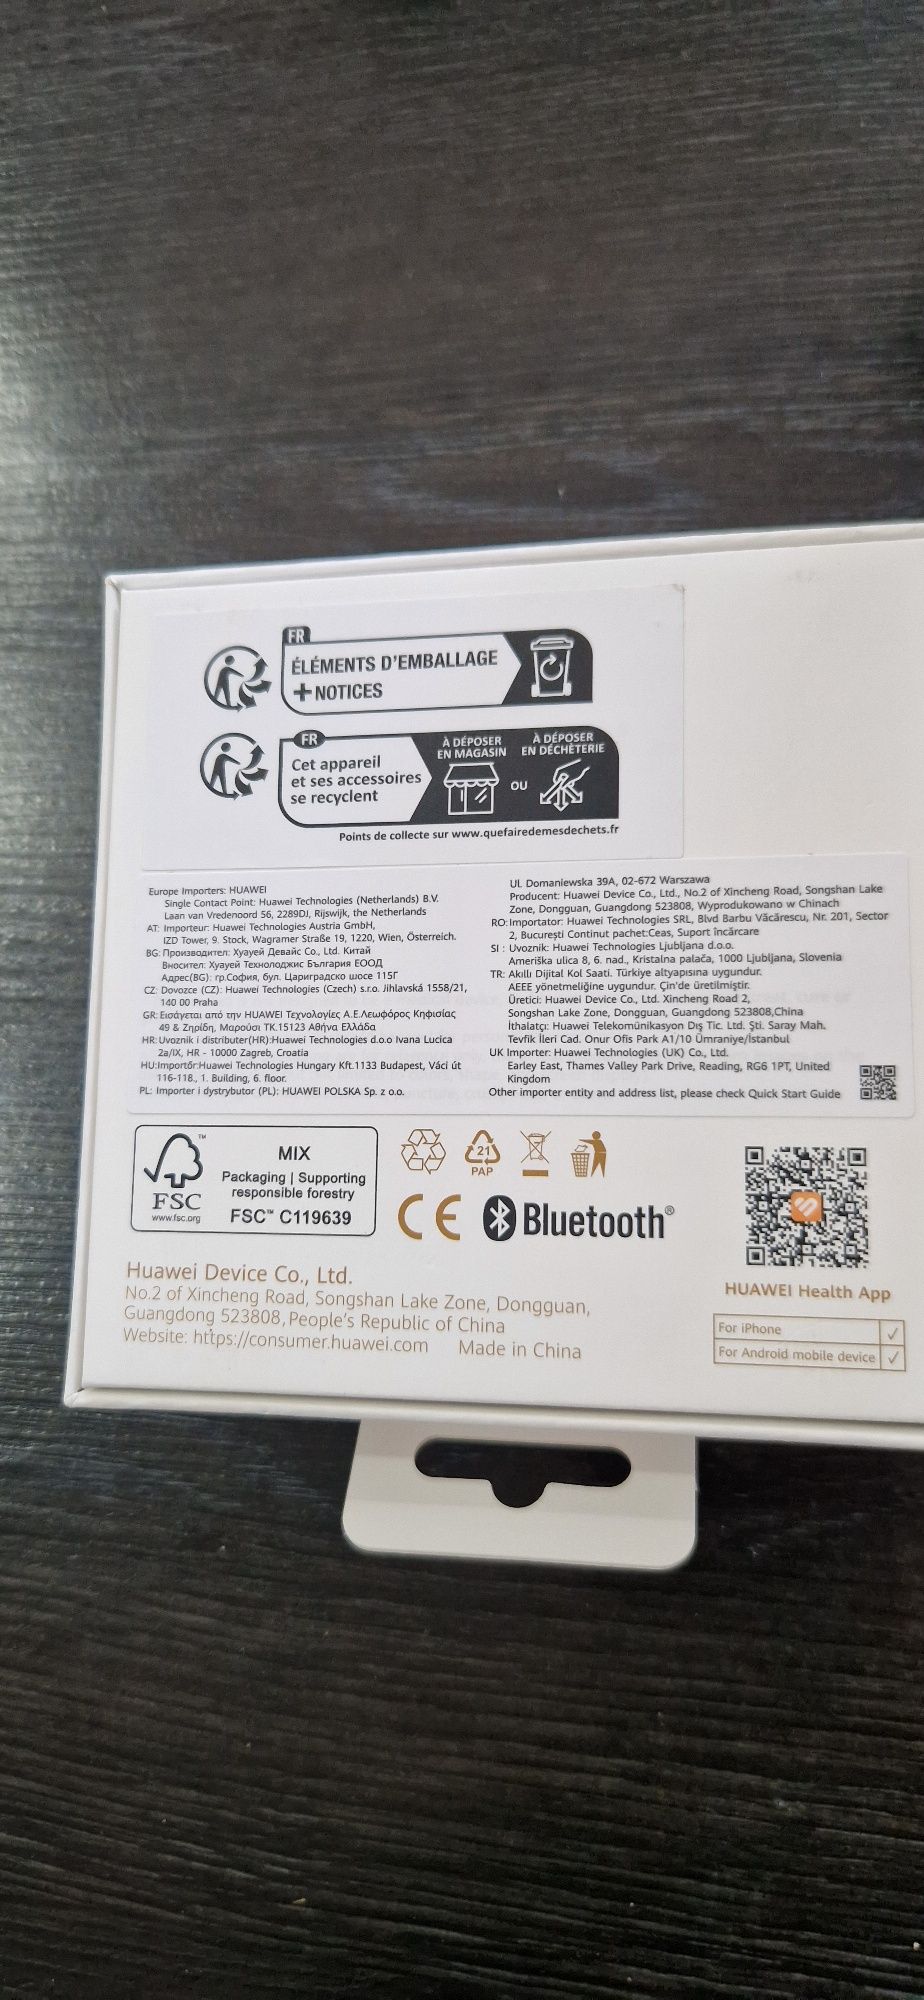 FR
ÉLÉMENTS D'EMBALLAGE
+ NOTICES
FR
Cet appareil
et ses accessoires
se recyclent
À DÉPOSER
EN MAGASIN
OU
À DÉPOSER
EN DÉCHÈTERIE
Points de collecte sur www.quefairedemesdechets.fr
Europe Importers: HUAWEI
Single Contact Point: Huawei Technologies (Netherlands) B.V.
Laan van Vredenoord 56, 2289DJ, Rijswijk, the Netherlands
AT: Importeur: Huawei Technologies Austria GmbH,
IZD Tower, 9. Stock, Wagramer Straße 19, 1220, Wien, Österreich.
BG: Производител: Хуауей Девайс Co., Ltd. Китай
Вносител: Хуауей Технолоджис България ЕООД
Адрес(BG): гр.София, бул. Цариградско шосе 115Г
CZ: Dovozce (CZ): Huawei Technologies (Czech) s.r.o. Jihlavská 1558/21,
140 00 Praha
GR: Εισάγεται από την HUAWEI Τεχνολογίες Α.Ε.Λεωφόρος Κηφισίας
49 & Ζηρίδη, Μαρούσι ΤΚ.15123 Αθήνα Ελλάδα
HR: Uvoznik i distributer(HR):Huawei Technologies d.o.o Ivana Lucica
2a/IX, HR - 10000 Zagreb, Croatia
HU:Importőr:Huawei Technologies Hungary Kft.1133 Budapest, Váci út
116-118., 1. Building, 6. floor.
PL: Importer i dystrybutor (PL): HUAWEI POLSKA Sp. z o.o.
Ul. Domaniewska 39A, 02-672 Warszawa
Producent: Huawei Device Co., Ltd., No.2 of Xincheng Road, Songshan Lake
Zone, Dongguan, Guangdong 523808, Wyprodukowano w Chinach
RO: Importator: Huawei Technologies SRL, Blvd Barbu Văcărescu, Nr. 201, Sector
2, București Continut pachet:Ceas, Suport încărcare
SI : Uvoznik: Huawei Technologies Ljubljana d.o.o.
Ameriška ulica 8, 6. nad., Kristalna palača, 1000 Ljubljana, Slovenia
TR: Akıllı Dijital Kol Saati. Türkiye altyapısına uygundur.
AEEE yönetmeliğine uygundur. Çin'de üretilmiştir.
Üretici: Huawei Device Co., Ltd. Xincheng Road 2,
Songshan Lake Zone, Dongguan, Guangdong 523808,China
İthalatçı: Huawei Telekomünikasyon Dış Tic. Ltd. Şti. Saray Mah.
Tevfik İleri Cad. Onur Ofis Park A1/10 Ümraniye/İstanbul
UK Importer: Huawei Technologies (UK) Co., Ltd.
Earley East, Thames Valley Park Drive, Reading, RG6 1PT, United
Kingdom
Other importer entity and address list, please check Quick Start Guide
FSC
www.fsc.org
MIX
Packaging | Supporting
responsible forestry
FSC™ C119639
21
PAP
CE Bluetooth®
Huawei Device Co., Ltd.
No.2 of Xincheng Road, Songshan Lake Zone, Dongguan,
Guangdong 523808, People's Republic of China
Website: https://consumer.huawei.com Made in China
HUAWEI Health App
For iPhone ✓
For Android mobile device ✓